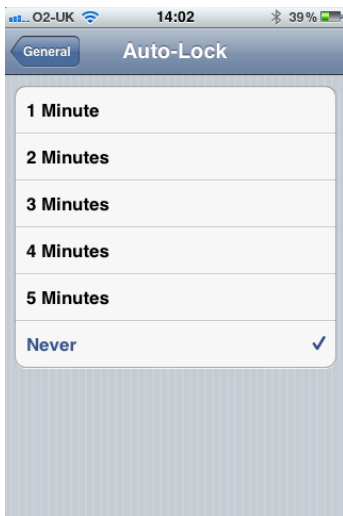 O2-UK 14:02 39%
General Auto-Lock
1 Minute
2 Minutes
3 Minutes
4 Minutes
5 Minutes
Never